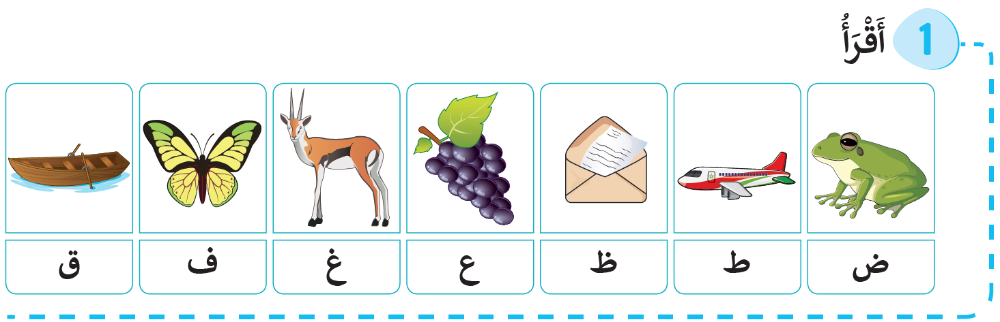 1 أَقْرَأُ
ض ط ظ ع غ ف ق